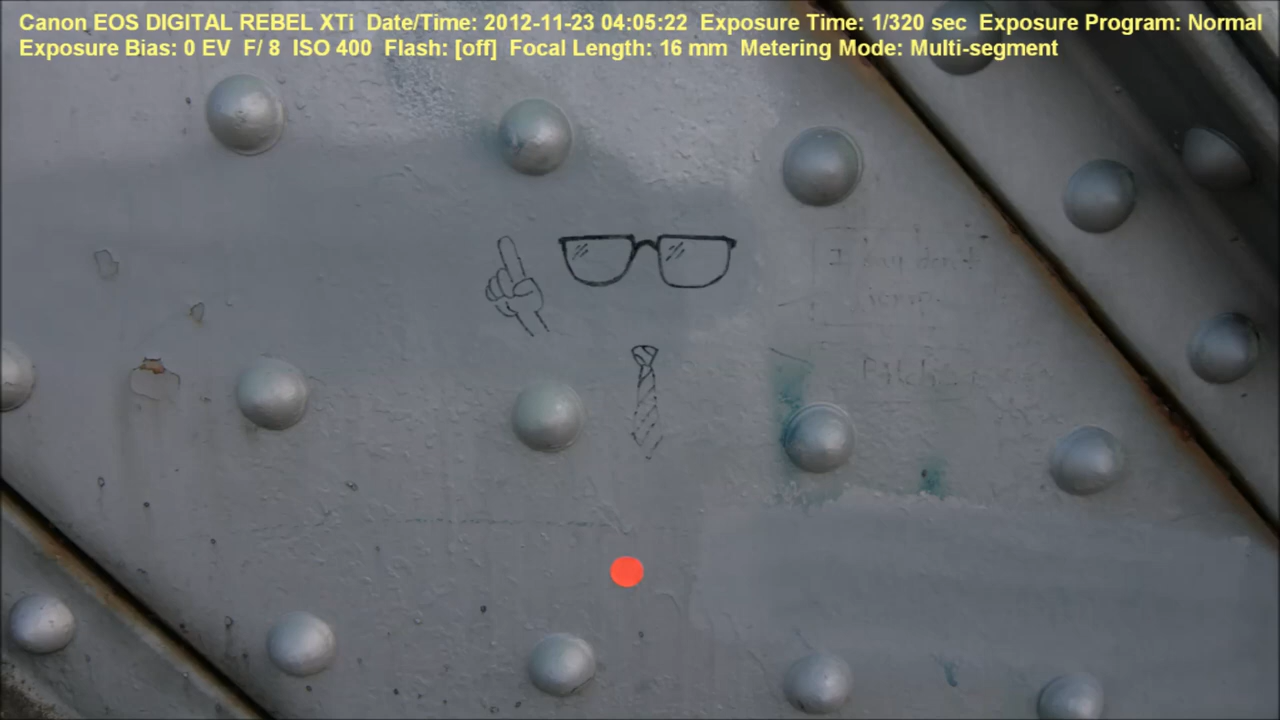 Canon EOS DIGITAL REBEL XTi Date/Time: 2012-11-23 04:05:22 Exposure Time: 1/320 sec Exposure Program: Normal
Exposure Bias: 0 EV F/ 8 ISO 400 Flash: [off] Focal Length: 16 mm Metering Mode: Multi-segment
I don't